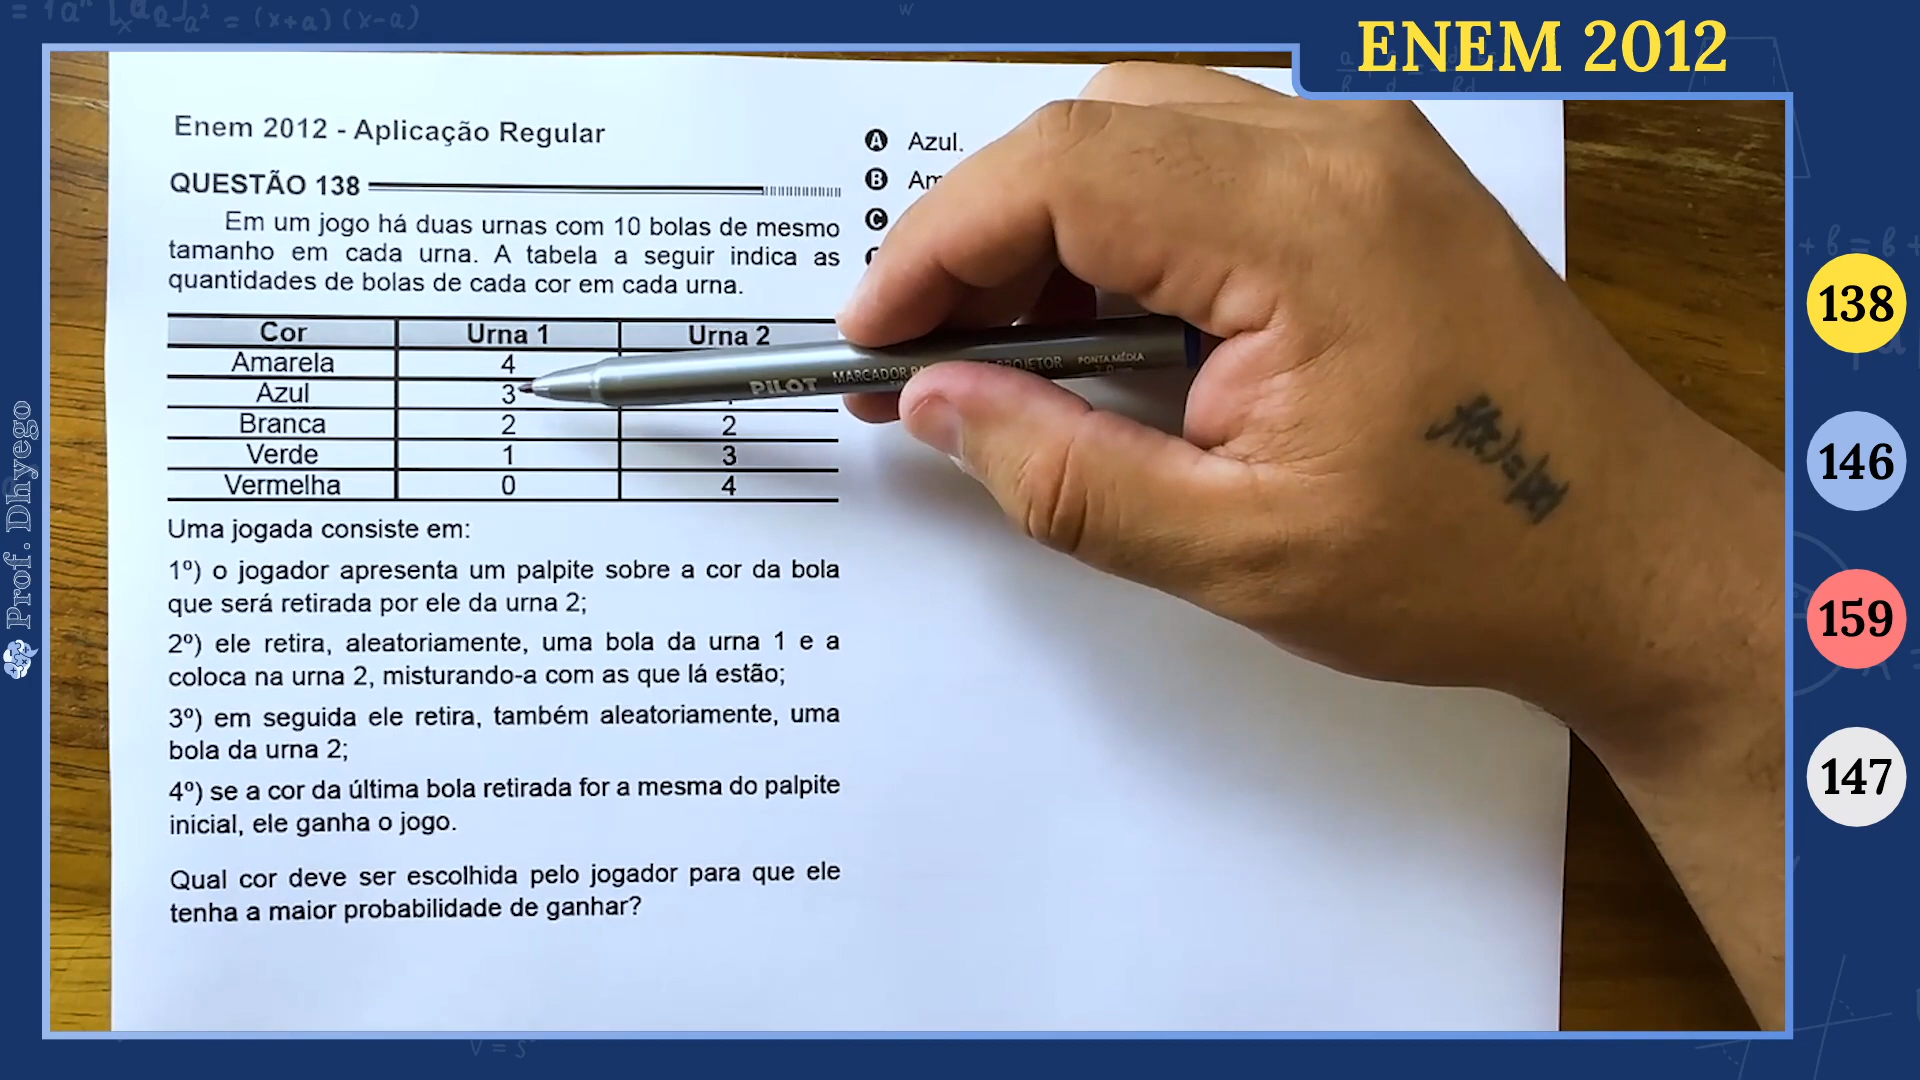 ENEM 2012
Enem 2012 - Aplicação Regular
QUESTÃO 138
Em um jogo há duas urnas com 10 bolas de mesmo
tamanho em cada urna. A tabela a seguir indica as
quantidades de bolas de cada cor em cada urna.
Cor Urna 1 Urna 2
Amarela 4
Azul 3
Branca 2 2
Verde 1 3
Vermelha 0 4
Uma jogada consiste em:
1º) o jogador apresenta um palpite sobre a cor da bola
que será retirada por ele da urna 2;
2º) ele retira, aleatoriamente, uma bola da urna 1 e a
coloca na urna 2, misturando-a com as que lá estão;
3º) em seguida ele retira, também aleatoriamente, uma
bola da urna 2;
4º) se a cor da última bola retirada for a mesma do palpite
inicial, ele ganha o jogo.
Qual cor deve ser escolhida pelo jogador para que ele
tenha a maior probabilidade de ganhar?
A Azul.
B
C
PILOT MARCADOR PONTA MÉDIA
138
146
159
147
Prof. Dhyego
= (x+a) (x-a)